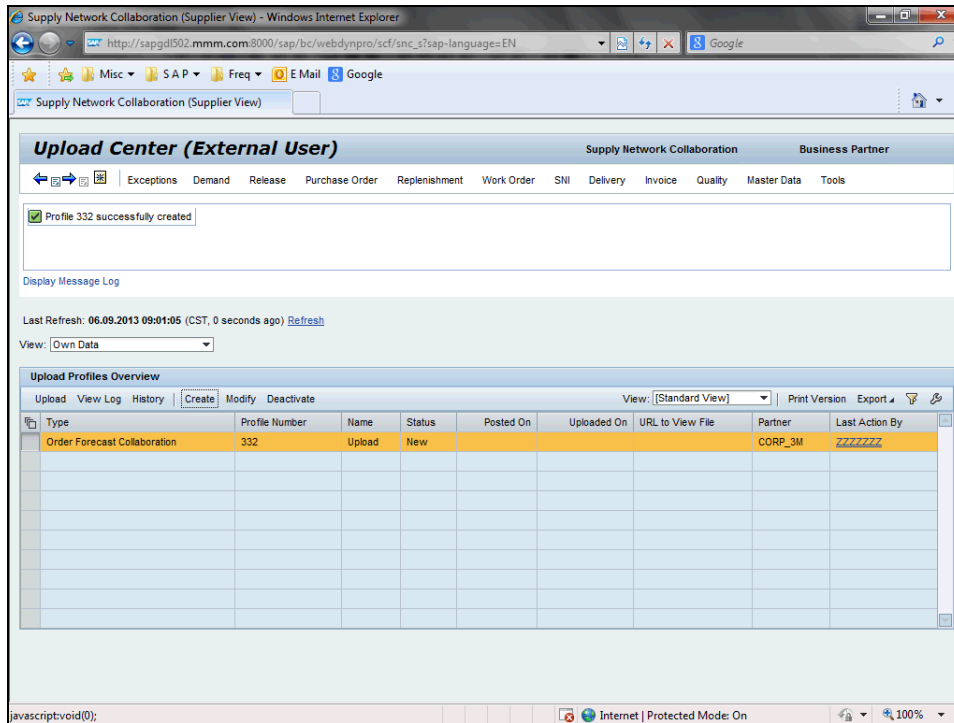 Supply Network Collaboration (Supplier View) - Windows Internet Explorer
http://sapgdl502.mmm.com:8000/sap/bc/webdynpro/scf/snc_s?sap-language=EN
Google
Misc SAP Freq E Mail Google
Supply Network Collaboration (Supplier View)
Upload Center (External User) Supply Network Collaboration Business Partner
Exceptions Demand Release Purchase Order Replenishment Work Order SNI Delivery Invoice Quality Master Data Tools
Profile 332 successfully created
Display Message Log
Last Refresh: 06.09.2013 09:01:05 (CST, 0 seconds ago) Refresh
View: Own Data
Upload Profiles Overview
Upload View Log History Create Modify Deactivate View: [Standard View] Print Version Export
Type Profile Number Name Status Posted On Uploaded On URL to View File Partner Last Action By
Order Forecast Collaboration 332 Upload New CORP_3M ZZZZZZZ
javascript:void(0); Internet | Protected Mode: On 100%